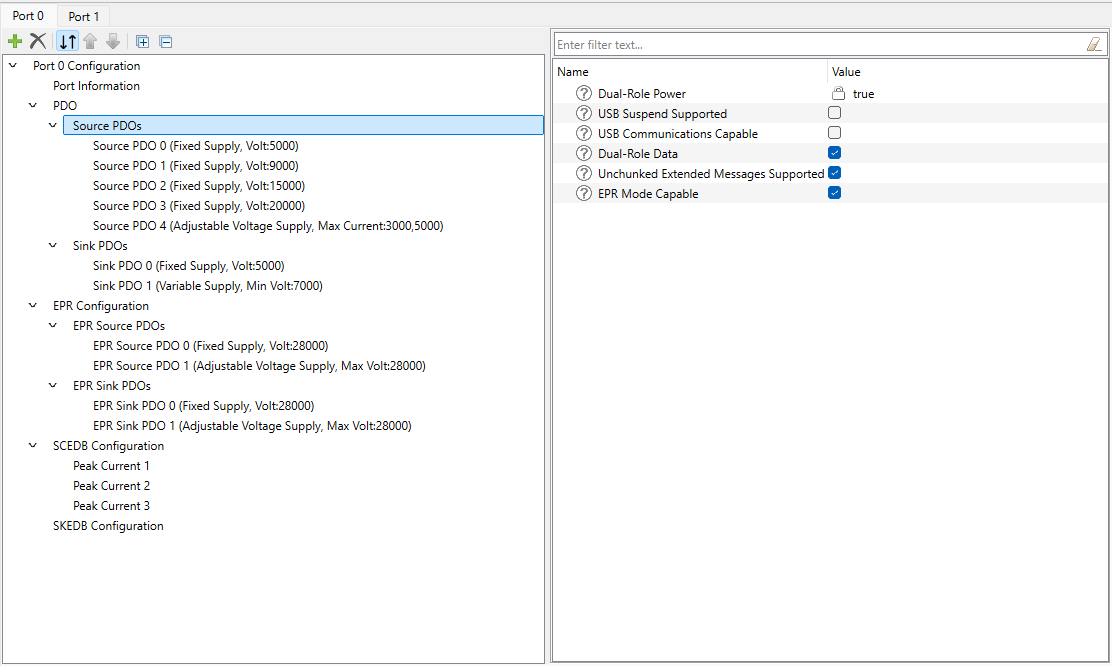 Port 0 Port 1
Port 0 Configuration
Port Information
PDO
Source PDOs
Source PDO 0 (Fixed Supply, Volt:5000)
Source PDO 1 (Fixed Supply, Volt:9000)
Source PDO 2 (Fixed Supply, Volt:15000)
Source PDO 3 (Fixed Supply, Volt:20000)
Source PDO 4 (Adjustable Voltage Supply, Max Current:3000,5000)
Sink PDOs
Sink PDO 0 (Fixed Supply, Volt:5000)
Sink PDO 1 (Variable Supply, Min Volt:7000)
EPR Configuration
EPR Source PDOs
EPR Source PDO 0 (Fixed Supply, Volt:28000)
EPR Source PDO 1 (Adjustable Voltage Supply, Max Volt:28000)
EPR Sink PDOs
EPR Sink PDO 0 (Fixed Supply, Volt:28000)
EPR Sink PDO 1 (Adjustable Voltage Supply, Max Volt:28000)
SCEDB Configuration
Peak Current 1
Peak Current 2
Peak Current 3
SKEDB Configuration
Enter filter text...
Name Value
Dual-Role Power true
USB Suspend Supported
USB Communications Capable
Dual-Role Data
Unchunked Extended Messages Supported
EPR Mode Capable